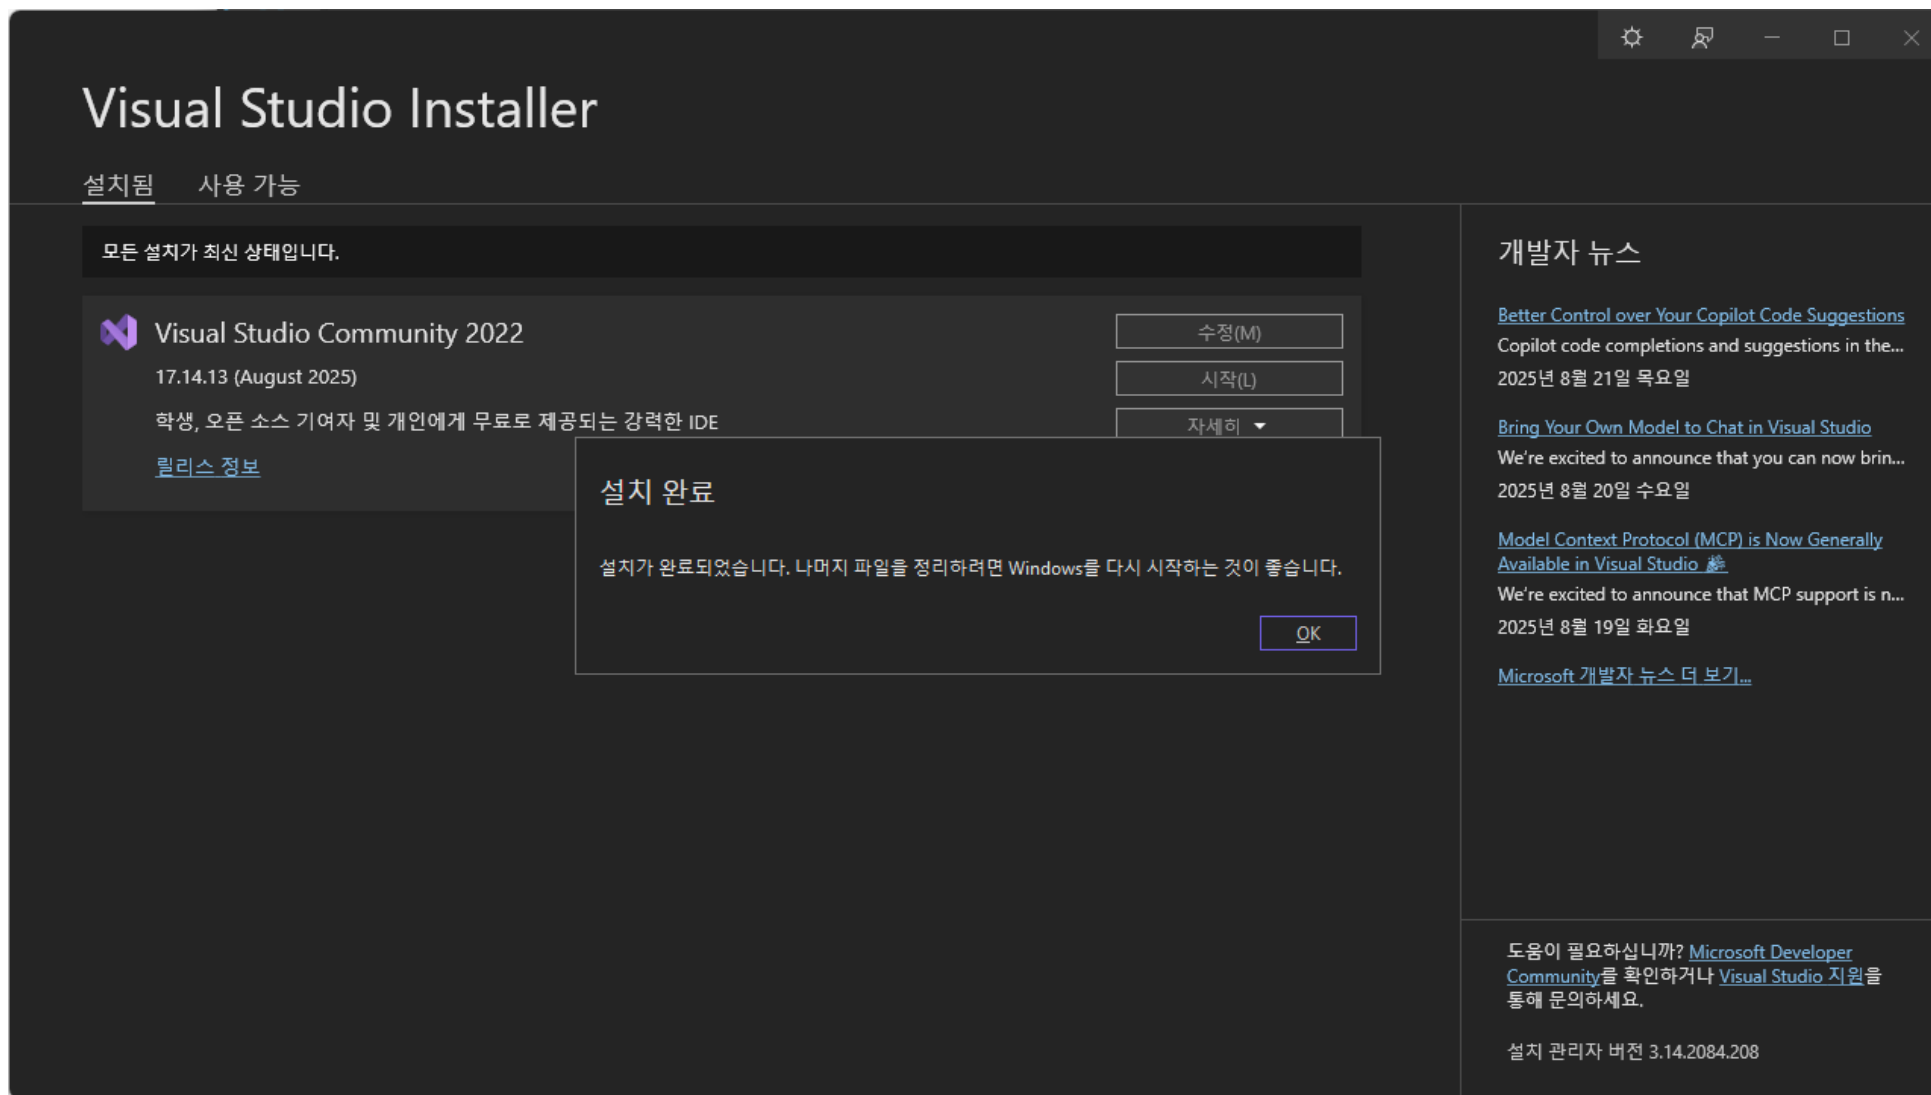 Visual Studio Installer
설치됨 사용 가능
모든 설치가 최신 상태입니다.
Visual Studio Community 2022
17.14.13 (August 2025)
학생, 오픈 소스 기여자 및 개인에게 무료로 제공되는 강력한 IDE
릴리스 정보
수정(M)
시작(L)
자세히
설치 완료
설치가 완료되었습니다. 나머지 파일을 정리하려면 Windows를 다시 시작하는 것이 좋습니다.
OK
개발자 뉴스
Better Control over Your Copilot Code Suggestions
Copilot code completions and suggestions in the...
2025년 8월 21일 목요일
Bring Your Own Model to Chat in Visual Studio
We're excited to announce that you can now brin...
2025년 8월 20일 수요일
Model Context Protocol (MCP) is Now Generally
Available in Visual Studio
We're excited to announce that MCP support is n...
2025년 8월 19일 화요일
Microsoft 개발자 뉴스 더 보기...
도움이 필요하십니까? Microsoft Developer
Community를 확인하거나 Visual Studio 지원을
통해 문의하세요.
설치 관리자 버전 3.14.2084.208